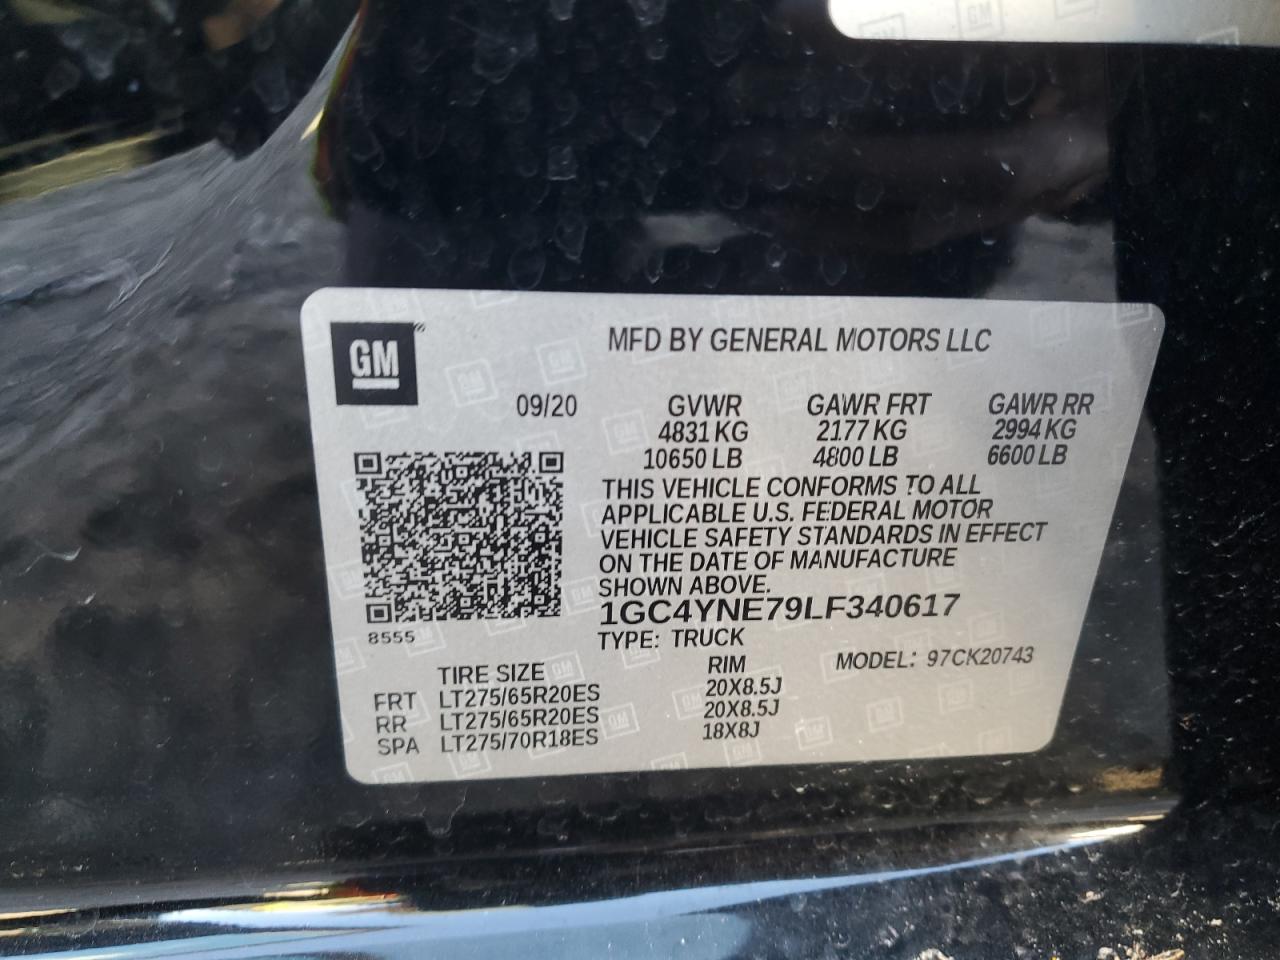 GM
MFD BY GENERAL MOTORS LLC
09/20 GVWR GAWR FRT GAWR RR
4831 KG 2177 KG 2994 KG
10650 LB 4800 LB 6600 LB
THIS VEHICLE CONFORMS TO ALL
APPLICABLE U.S. FEDERAL MOTOR
VEHICLE SAFETY STANDARDS IN EFFECT
ON THE DATE OF MANUFACTURE
SHOWN ABOVE.
1GC4YNE79LF340617
8555 TYPE: TRUCK
TIRE SIZE RIM MODEL: 97CK20743
FRT LT275/65R20ES 20X8.5J
RR LT275/65R20ES 20X8.5J
SPA LT275/70R18ES 18X8J